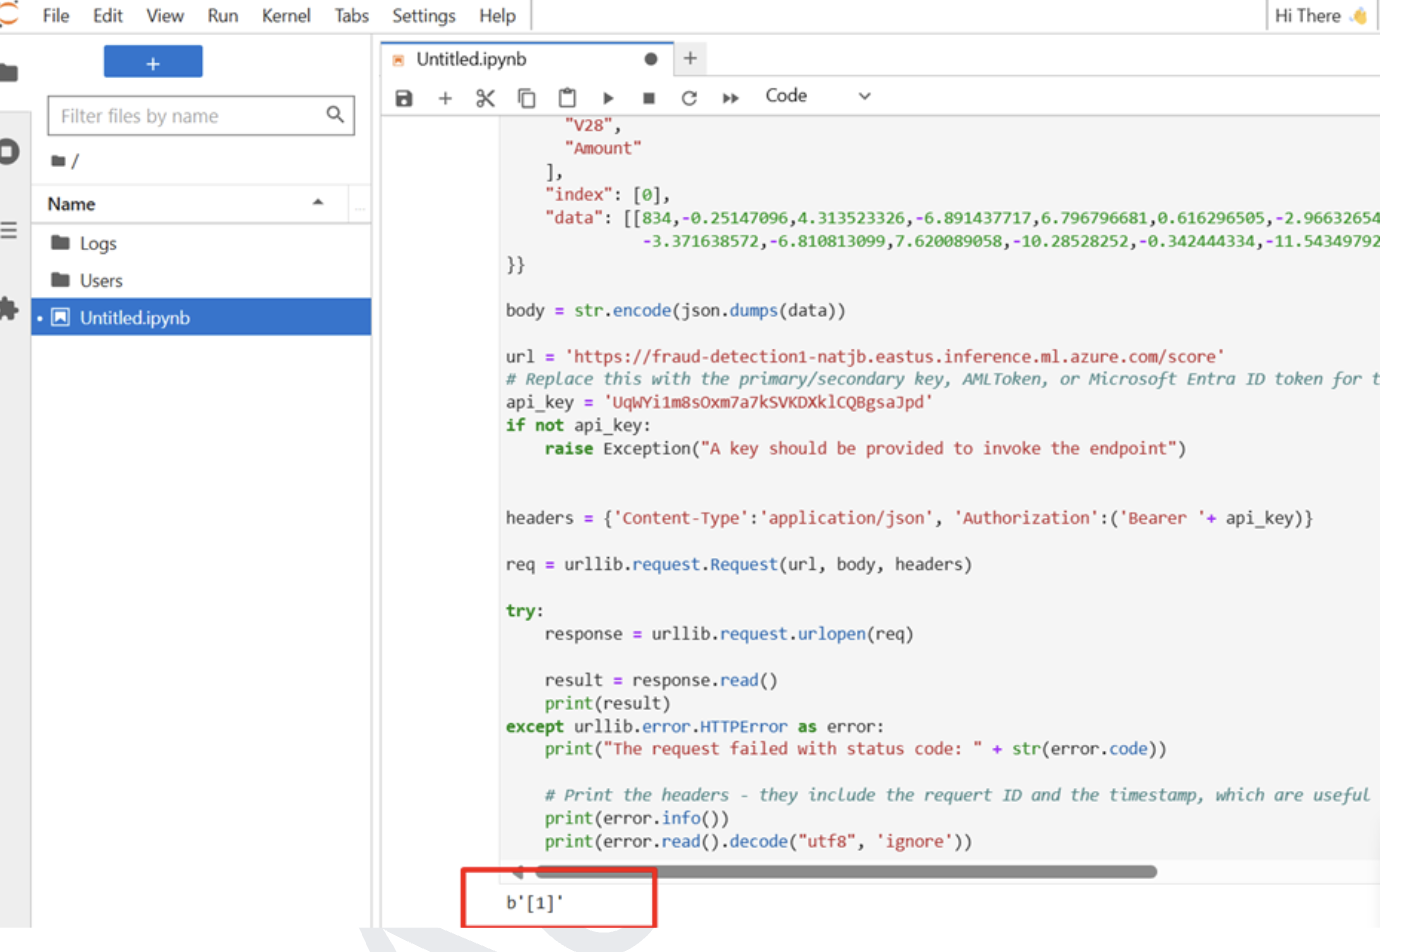 File Edit View Run Kernel Tabs Settings Help
Hi There
Untitled.ipynb
+
+
Code
Filter files by name
/
Name
...
Logs
Users
Untitled.ipynb
"V28",
"Amount"
],
"index": [0],
"data": [[834,-0.25147096,4.313523326,-6.891437717,6.796796681,0.616296505,-2.96632654
-3.371638572,-6.810813099,7.620089058,-10.28528252,-0.342444334,-11.54349792
}}
body = str.encode(json.dumps(data))
url = 'https://fraud-detection1-natjb.eastus.inference.ml.azure.com/score'
# Replace this with the primary/secondary key, AMLToken, or Microsoft Entra ID token for t
api_key = 'UqWYi1m8sOxm7a7kSVKDXklCQBgsaJpd'
if not api_key:
raise Exception("A key should be provided to invoke the endpoint")
headers = {'Content-Type':'application/json', 'Authorization':('Bearer '+ api_key)}
req = urllib.request.Request(url, body, headers)
try:
response = urllib.request.urlopen(req)
result = response.read()
print(result)
except urllib.error.HTTPError as error:
print("The request failed with status code: " + str(error.code))
# Print the headers - they include the requert ID and the timestamp, which are useful
print(error.info())
print(error.read().decode("utf8", 'ignore'))
b'[1]'